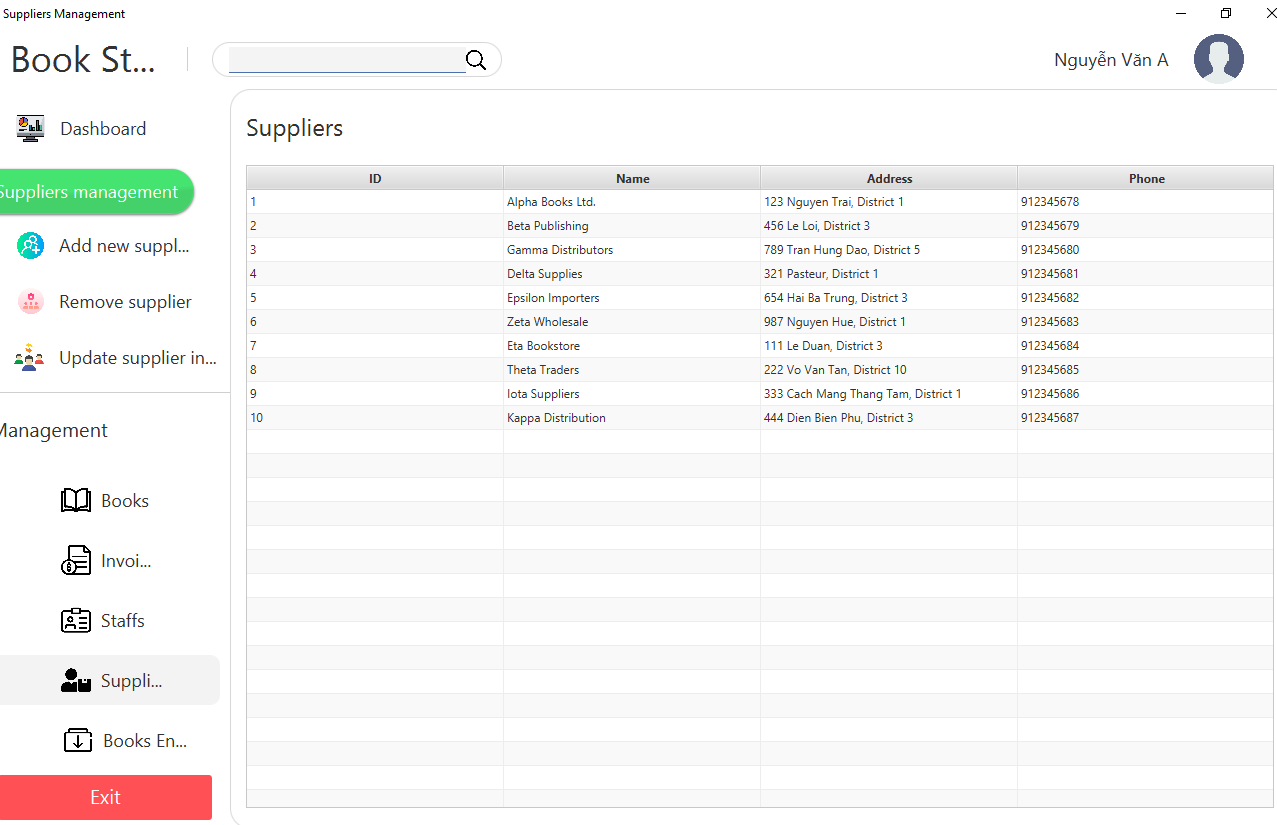 Suppliers Management
Book St...
Nguyễn Văn A
Dashboard
Suppliers management
Add new suppl...
Remove supplier
Update supplier in...
Management
Books
Invoi...
Staffs
Suppli...
Books En...
Exit
Suppliers
ID Name Address Phone
1 Alpha Books Ltd. 123 Nguyen Trai, District 1 912345678
2 Beta Publishing 456 Le Loi, District 3 912345679
3 Gamma Distributors 789 Tran Hung Dao, District 5 912345680
4 Delta Supplies 321 Pasteur, District 1 912345681
5 Epsilon Importers 654 Hai Ba Trung, District 3 912345682
6 Zeta Wholesale 987 Nguyen Hue, District 1 912345683
7 Eta Bookstore 111 Le Duan, District 3 912345684
8 Theta Traders 222 Vo Van Tan, District 10 912345685
9 Iota Suppliers 333 Cach Mang Thang Tam, District 1 912345686
10 Kappa Distribution 444 Dien Bien Phu, District 3 912345687